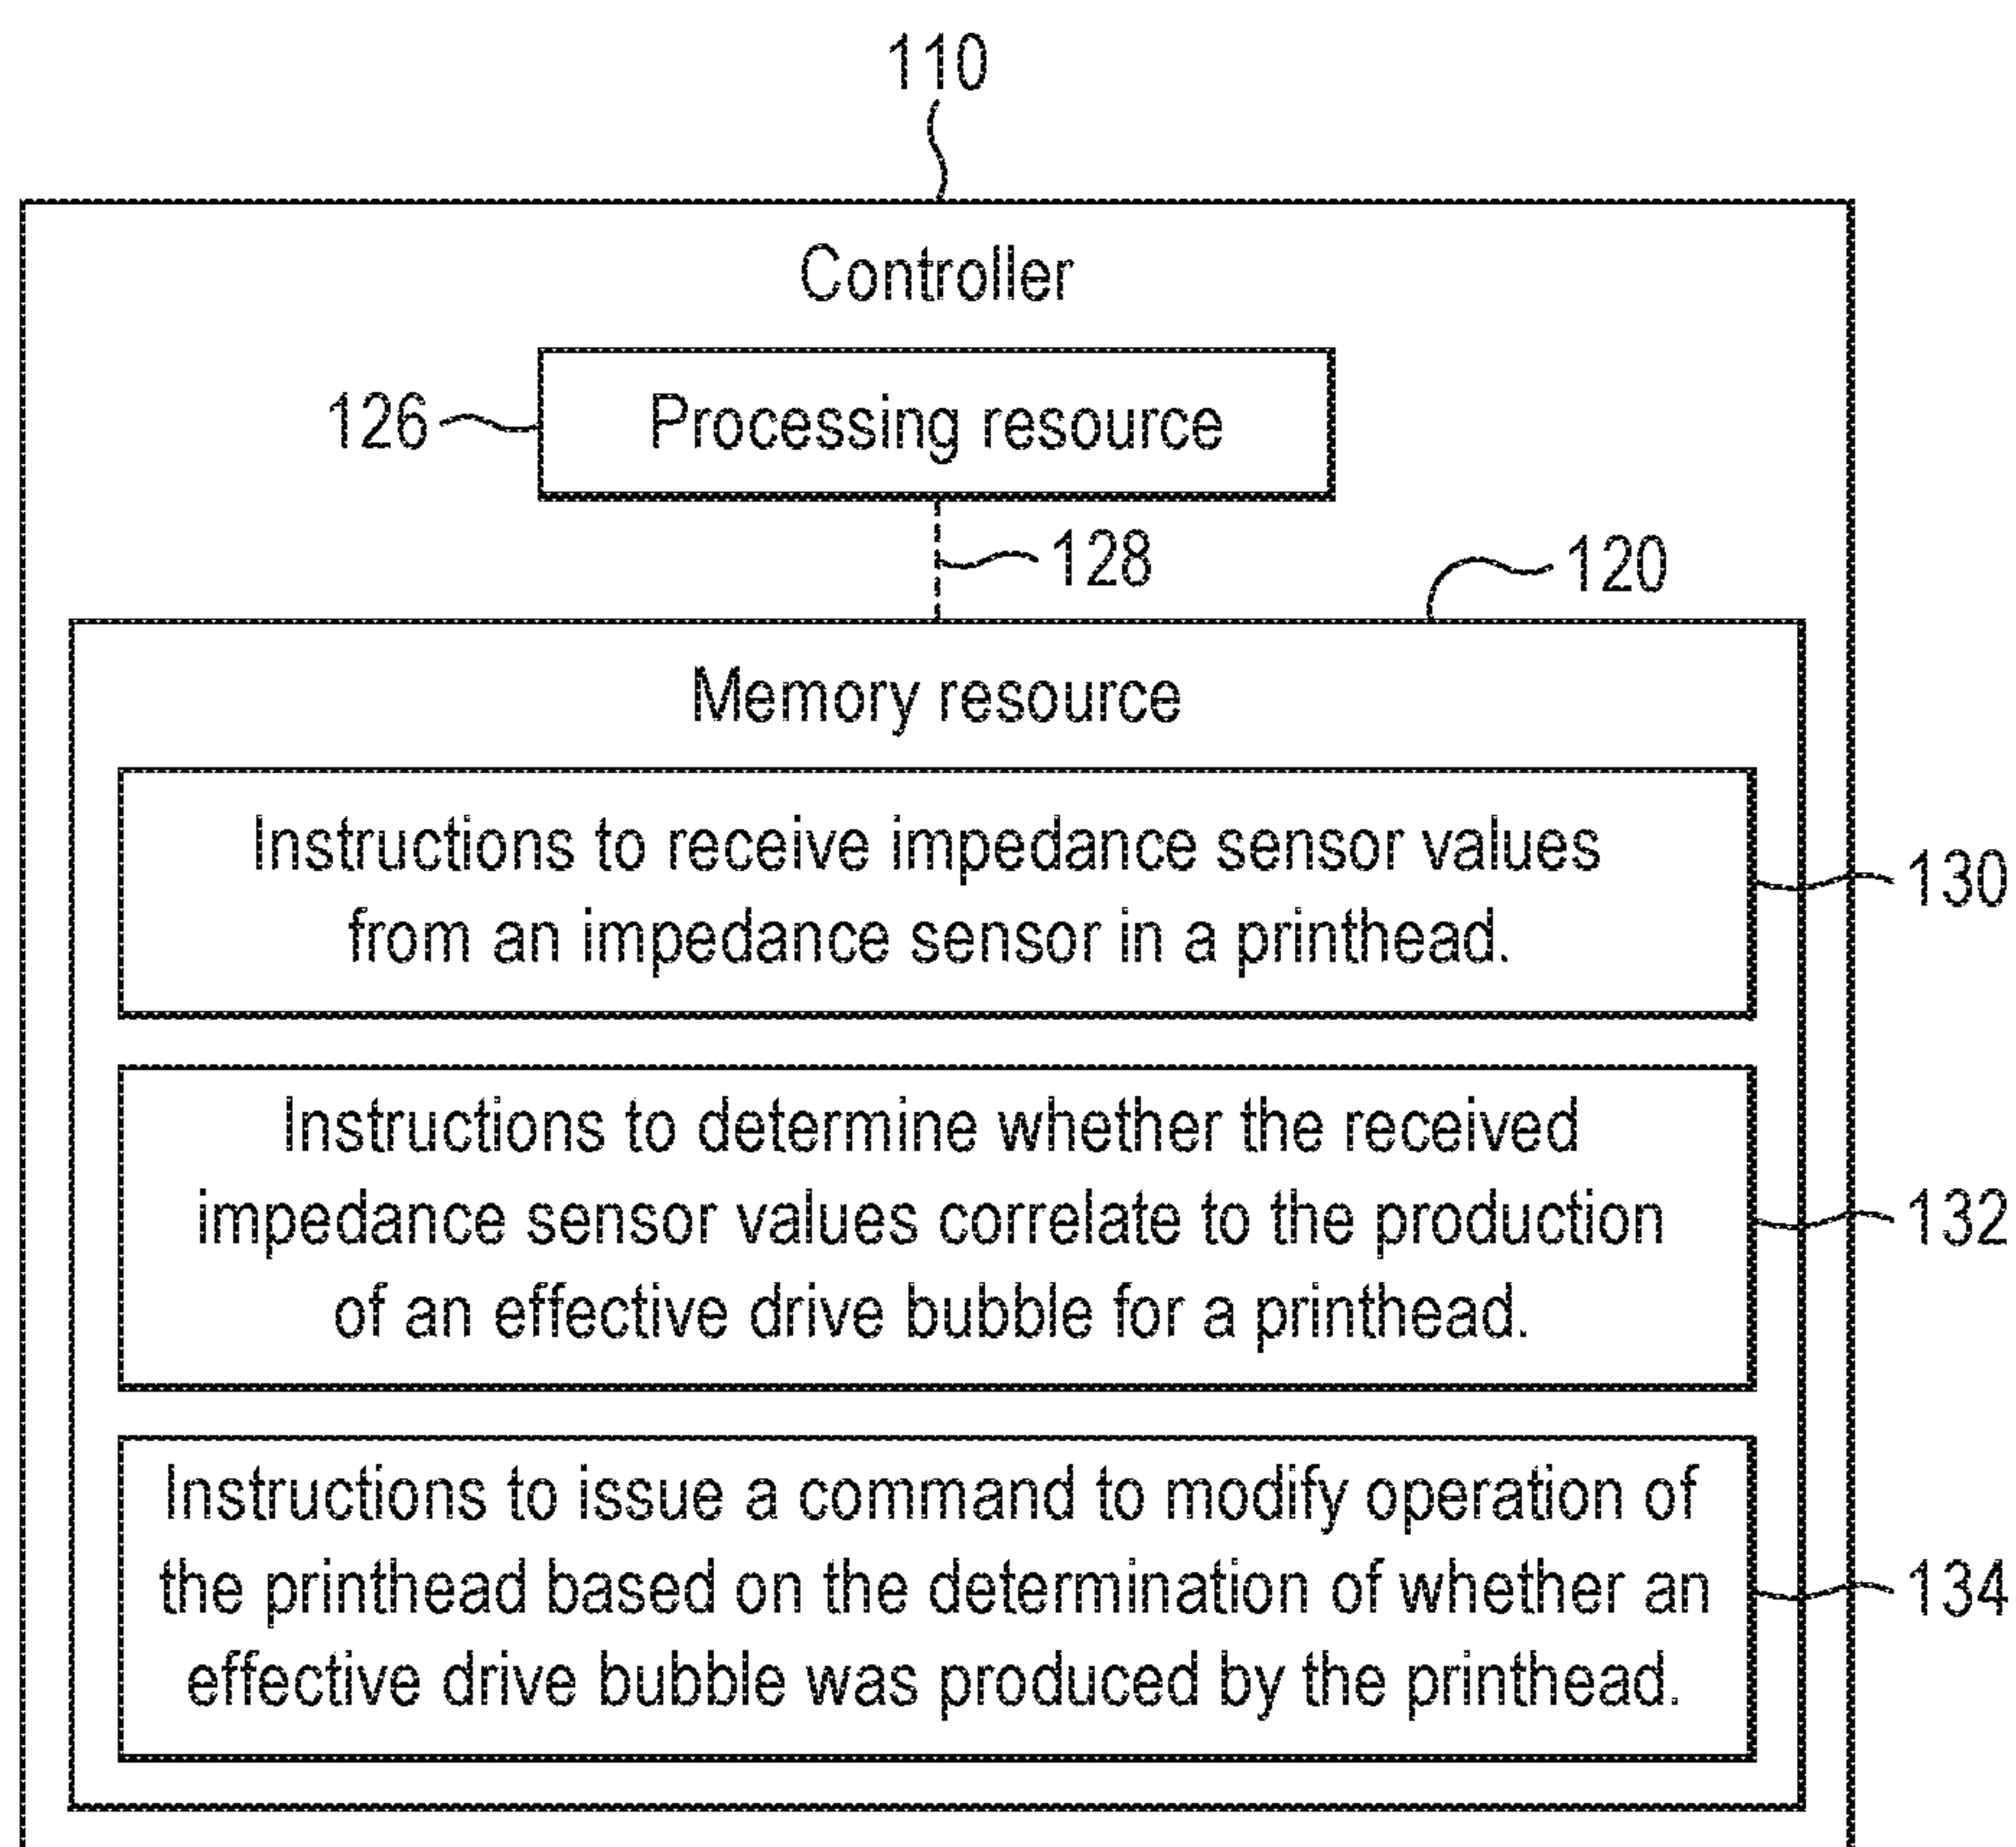 110
Controller
126
Processing resource
128
120
Memory resource
Instructions to receive impedance sensor values
from an impedance sensor in a printhead.
130
Instructions to determine whether the received
impedance sensor values correlate to the production
of an effective drive bubble for a printhead.
132
Instructions to issue a command to modify operation of
the printhead based on the determination of whether an
effective drive bubble was produced by the printhead.
134